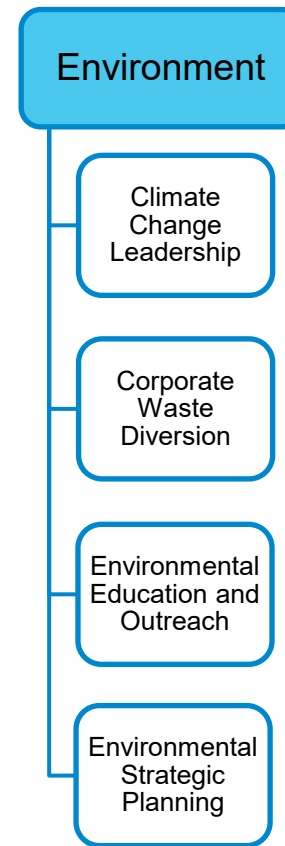 Environment
Climate
Change
Leadership
Corporate
Waste
Diversion
Environmental
Education and
Outreach
Environmental
Strategic
Planning